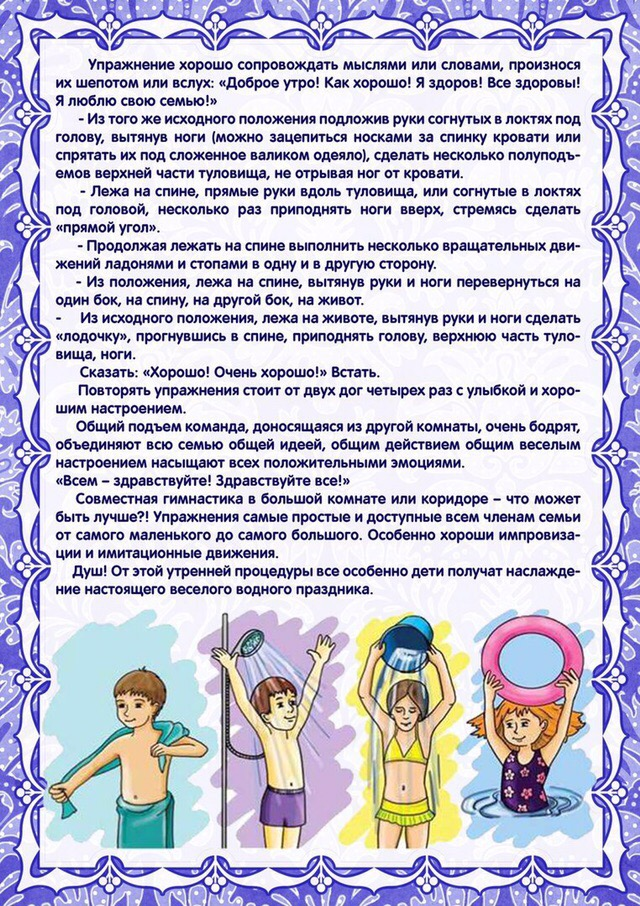 Упражнение хорошо сопровождать мыслями или словами, произнося
их шепотом или вслух: «Доброе утро! Как хорошо! Я здоров! Все здоровы!
Я люблю свою семью!»
- Из того же исходного положения подложив руки согнутых в локтях под
голову, вытянув ноги (можно зацепиться носками за спинку кровати или
спрятать их под сложенное валиком одеяло), сделать несколько полуподъ-
емов верхней части туловища, не отрывая ног от кровати.
- Лежа на спине, прямые руки вдоль туловища, или согнутые в локтях
под головой, несколько раз приподнять ноги вверх, стремясь сделать
«прямой угол».
- Продолжая лежать на спине выполнить несколько вращательных дви-
жений ладонями и стопами в одну и в другую сторону.
- Из положения, лежа на спине, вытянув руки и ноги перевернуться на
один бок, на спину, на другой бок, на живот.
- Из исходного положения, лежа на животе, вытянув руки и ноги сделать
«лодочку», прогнувшись в спине, приподнять голову, верхнюю часть туло-
вища, ноги.
Сказать: «Хорошо! Очень хорошо!» Встать.
Повторять упражнения стоит от двух дог четырех раз с улыбкой и хоро-
шим настроением.
Общий подъем команда, доносящаяся из другой комнаты, очень бодрят,
объединяют всю семью общей идеей, общим действием общим веселым
настроением насыщают всех положительными эмоциями.
«Всем – здравствуйте! Здравствуйте все!»
Совместная гимнастика в большой комнате или коридоре – что может
быть лучше?! Упражнения самые простые и доступные всем членам семьи
от самого маленького до самого большого. Особенно хороши импровиза-
ции и имитационные движения.
Душ! От этой утренней процедуры все особенно дети получат наслажде-
ние настоящего веселого водного праздника.